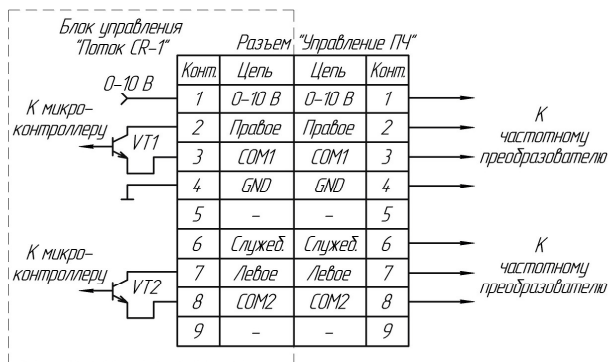 Блок управления
"Поток CR-1"
Разъем "Управление ПЧ"
Конт. Цепь Цепь Конт.
0-10 В
1 0-10 В 0-10 В 1
К микро-
контроллеру
VT1
2 Правое Правое 2
3 COM1 COM1 3
4 GND GND 4
К
частотному
преобразователю
5 - - 5
6 Служеб. Служеб. 6
К микро-
контроллеру
VT2
7 Левое Левое 7
8 COM2 COM2 8
9 - - 9
К
частотному
преобразователю